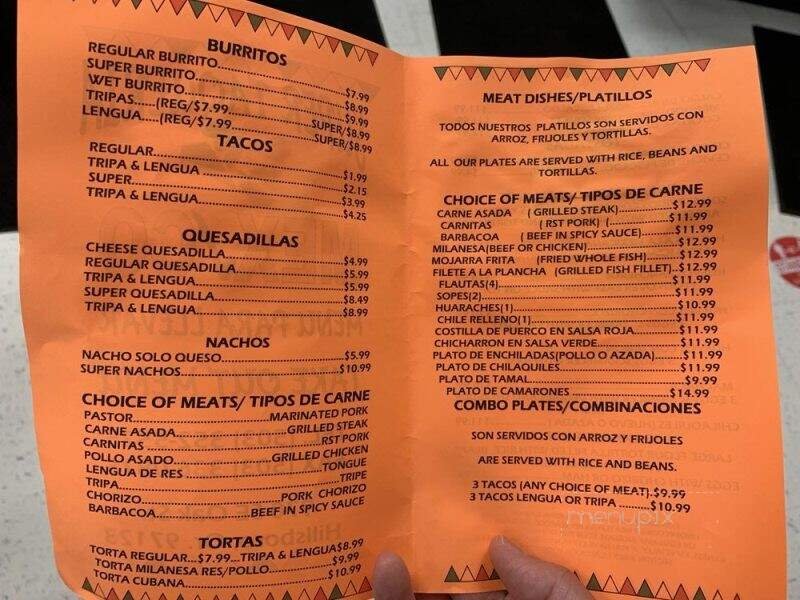 BURRITOS
REGULAR BURRITO.....$7.99
SUPER BURRITO.....$8.99
WET BURRITO.....$9.99
TRIPAS.....(REG/$7.99.....SUPER/$8.99
LENGUA....(REG/$7.99.....SUPER/$8.99
TACOS
REGULAR.....$1.99
TRIPA & LENGUA.....$2.15
SUPER.....$3.99
TRIPA & LENGUA.....$4.25
QUESADILLAS
CHEESE QUESADILLA.....$4.99
REGULAR QUESADILLA.....$5.99
TRIPA & LENGUA.....$5.99
SUPER QUESADILLA.....$8.49
TRIPA & LENGUA.....$8.99
NACHOS
NACHO SOLO QUESO.....$5.99
SUPER NACHOS.....$10.99
CHOICE OF MEATS/ TIPOS DE CARNE
PASTOR.....MARINATED PORK
CARNE ASADA.....GRILLED STEAK
CARNITAS.....RST PORK
POLLO ASADO.....GRILLED CHICKEN
LENGUA DE RES.....TONGUE
TRIPA.....TRIPE
CHORIZO.....PORK CHORIZO
BARBACOA.....BEEF IN SPICY SAUCE
TORTAS
TORTA REGULAR...$7.99...TRIPA & LENGUA$8.99
TORTA MILANESA RES/POLLO.....$9.99
TORTA CUBANA.....$10.99
MEAT DISHES/PLATILLOS
TODOS NUESTROS PLATILLOS SON SERVIDOS CON
ARROZ, FRIJOLES Y TORTILLAS.
ALL OUR PLATES ARE SERVED WITH RICE, BEANS AND
TORTILLAS.
CHOICE OF MEATS/ TIPOS DE CARNE
CARNE ASADA ( GRILLED STEAK).....$12.99
CARNITAS ( RST PORK) (.....$11.99
BARBACOA ( BEEF IN SPICY SAUCE).....$11.99
MILANESA(BEEF OR CHICKEN).....$12.99
MOJARRA FRITA (FRIED WHOLE FISH).....$12.99
FILETE A LA PLANCHA (GRILLED FISH FILLET)..$12.99
FLAUTAS(4).....$11.99
SOPES(2).....$11.99
HUARACHES(1).....$10.99
CHILE RELLENO(1).....$11.99
COSTILLA DE PUERCO EN SALSA ROJA.....$11.99
CHICHARRON EN SALSA VERDE.....$11.99
PLATO DE ENCHILADAS(POLLO O AZADA).....$11.99
PLATO DE CHILAQUILES.....$11.99
PLATO DE TAMAL.....$9.99
PLATO DE CAMARONES.....$14.99
COMBO PLATES/COMBINACIONES
SON SERVIDOS CON ARROZ Y FRIJOLES
ARE SERVED WITH RICE AND BEANS.
3 TACOS (ANY CHOICE OF MEAT).$9.99
3 TACOS LENGUA OR TRIPA .........$10.99
menupix